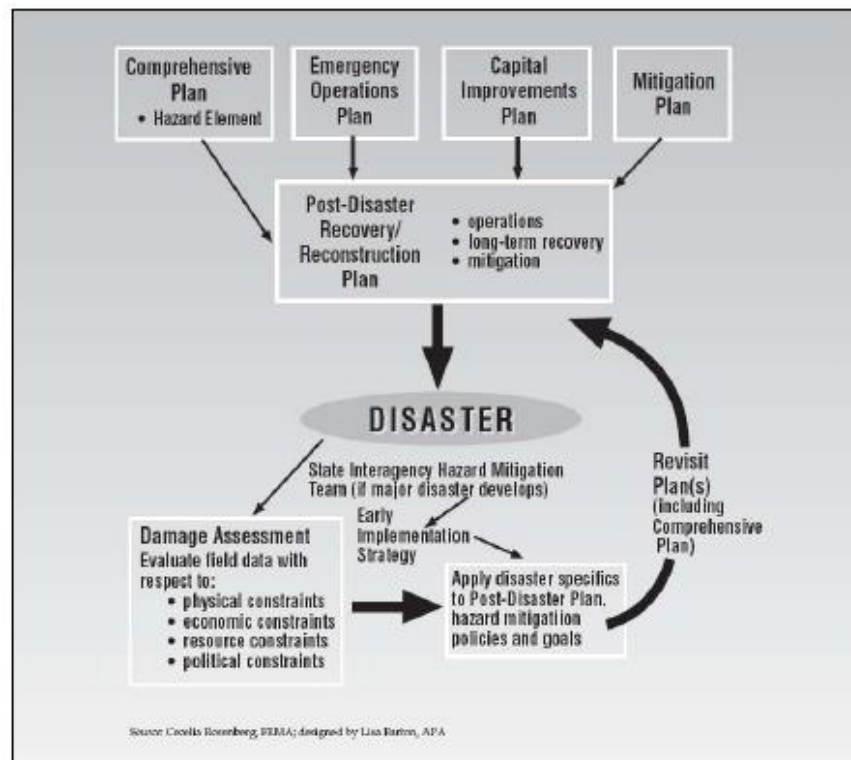 Comprehensive
Plan
• Hazard Element
Emergency
Operations
Plan
Capital
Improvements
Plan
Mitigation
Plan
Post-Disaster
Recovery/
Reconstruction
Plan
• operations
• long-term recovery
• mitigation
DISASTER
State Interagency Hazard Mitigation
Team (if major disaster develops)
Early
Implementation
Strategy
Damage Assessment
Evaluate field data with
respect to:
• physical constraints
• economic constraints
• resource constraints
• political constraints
Apply disaster specifics
to Post-Disaster Plan,
hazard mitigation
policies and goals
Revisit
Plan(s)
(including
Comprehensive
Plan)
Source: Cecelia Rosenberg, FEMA; designed by Lisa Barton, APA